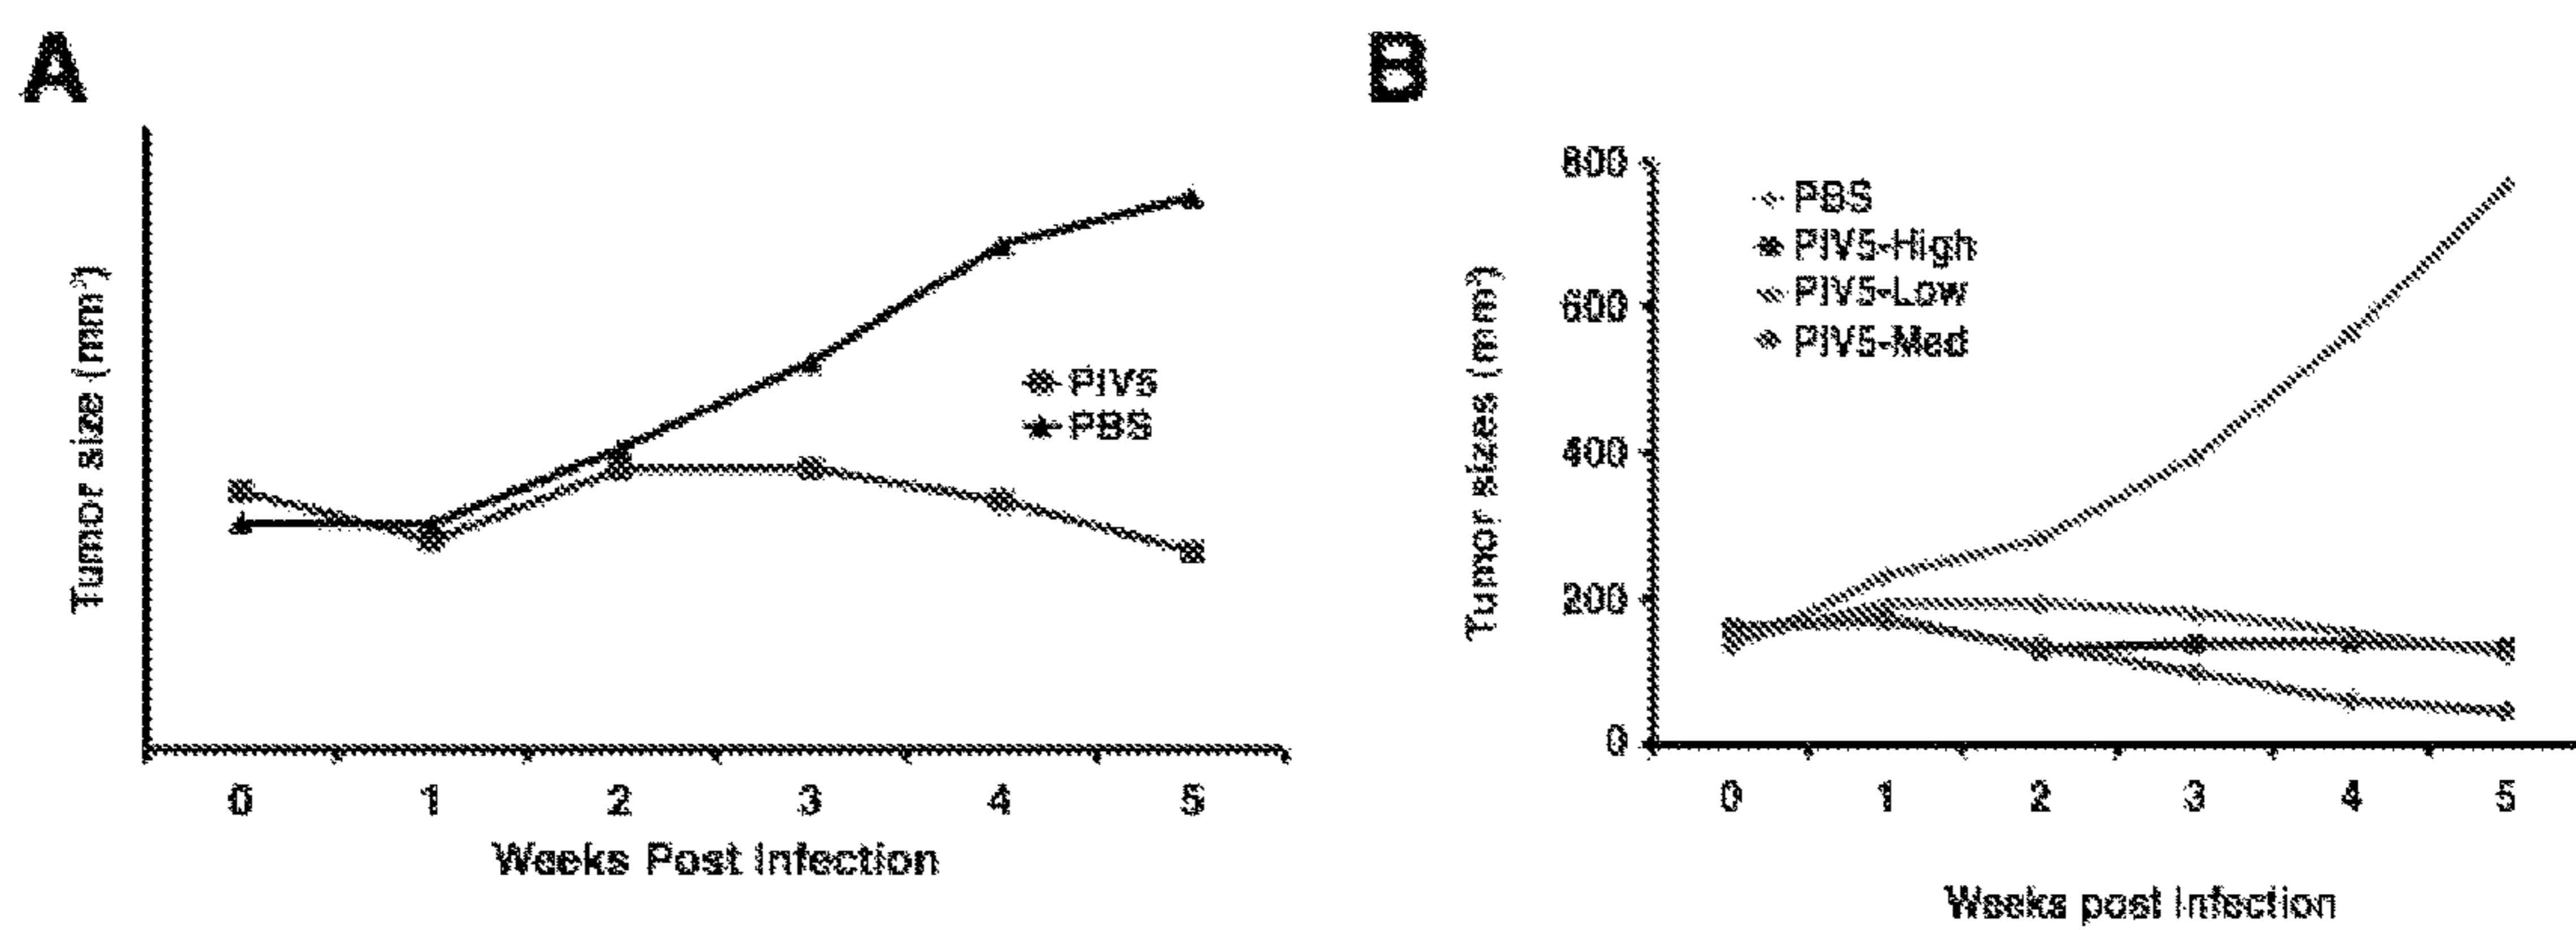 A
Tumor size (mm³)
PIV5
PBS
0 1 2 3 4 5
Weeks Post Infection
B
Tumor sizes (mm³)
800
600
400
200
0
PBS
PIV5-High
PIV5-Low
PIV5-Med
0 1 2 3 4 5
Weeks post Infection